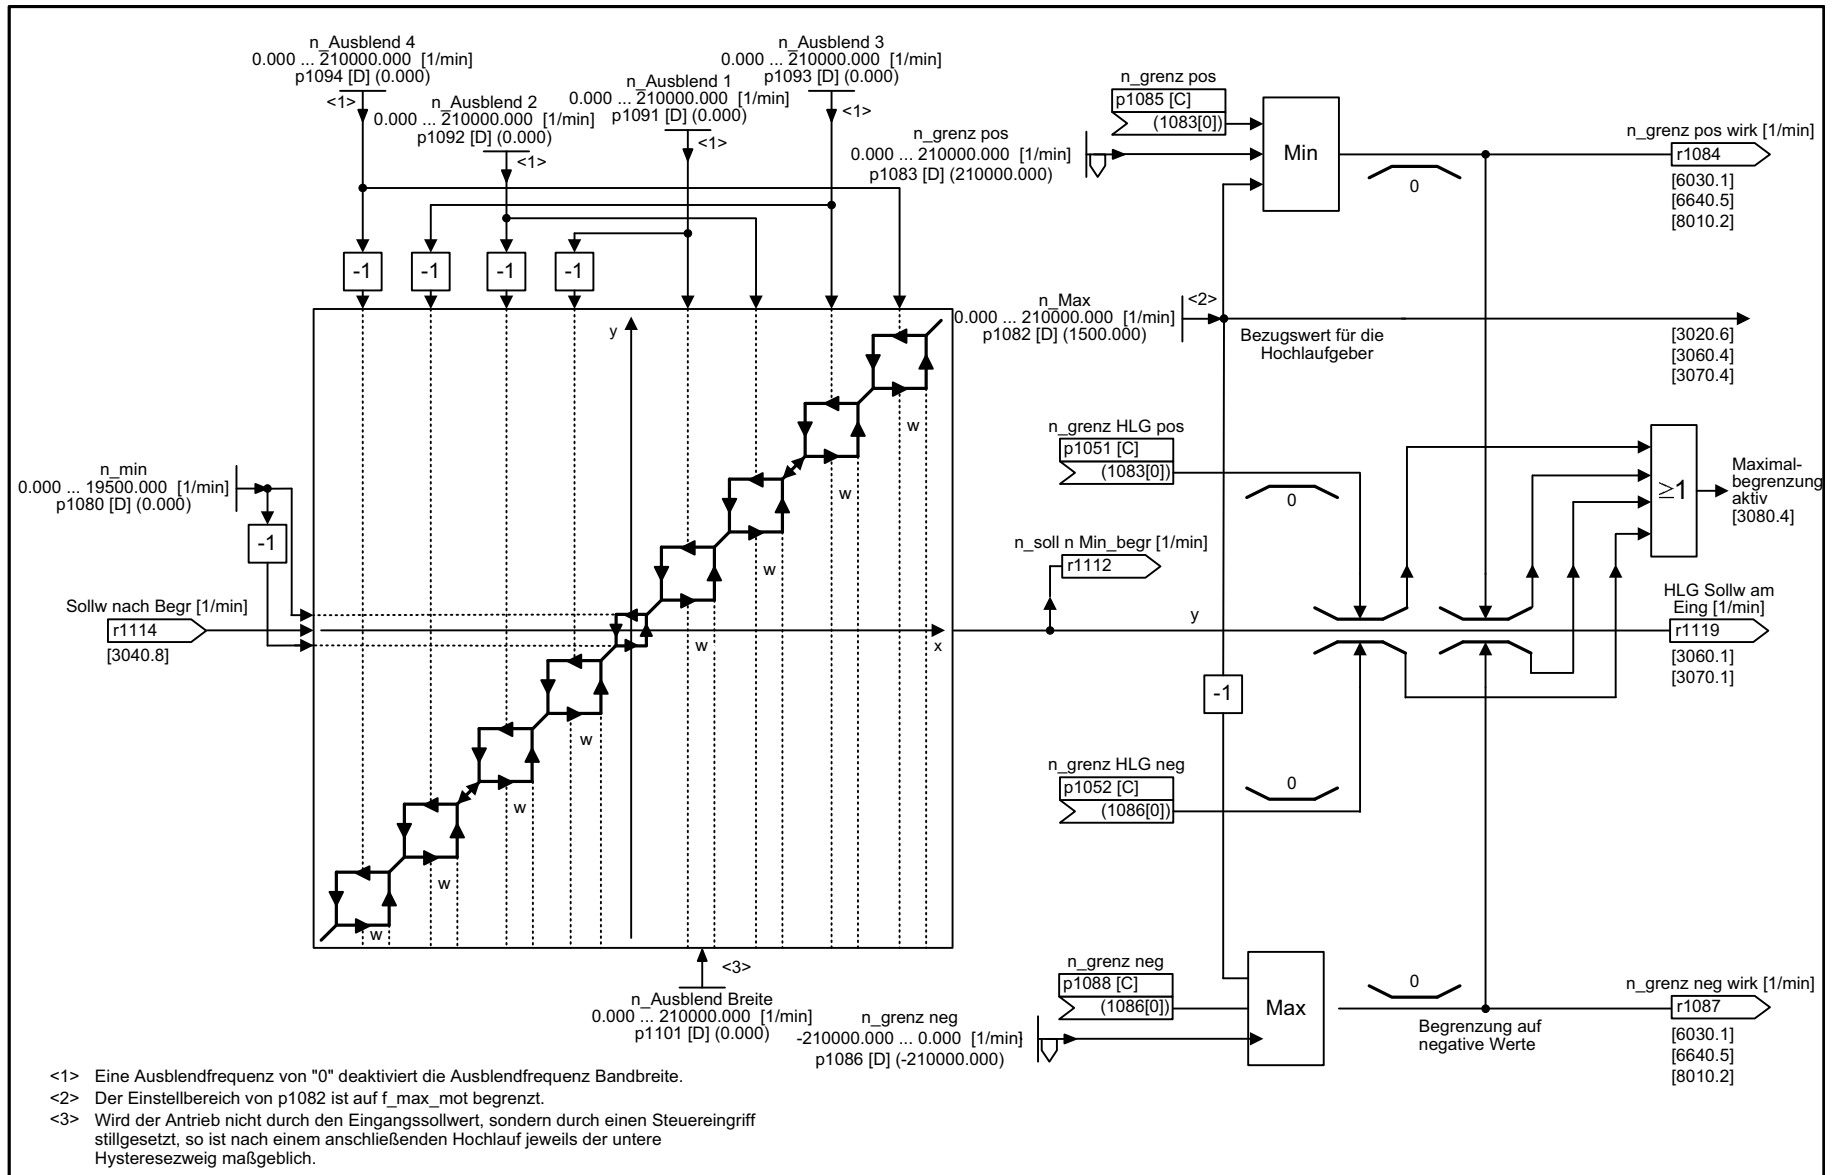 n_Ausblend 4
0.000 ... 210000.000 [1/min]
p1094 [D] (0.000)
<1>
n_Ausblend 2
0.000 ... 210000.000 [1/min]
p1092 [D] (0.000)
<1>
n_Ausblend 1
0.000 ... 210000.000 [1/min]
p1091 [D] (0.000)
<1>
n_Ausblend 3
0.000 ... 210000.000 [1/min]
p1093 [D] (0.000)
<1>
-1
-1
-1
-1
y
x
w
w
w
w
w
w
w
w
n_min
0.000 ... 19500.000 [1/min]
p1080 [D] (0.000)
-1
Sollw nach Begr [1/min]
r1114
[3040.8]
<3>
n_Ausblend Breite
0.000 ... 210000.000 [1/min]
p1101 [D] (0.000)
n_grenz pos
p1085 [C]
(1083[0])
n_grenz pos
0.000 ... 210000.000 [1/min]
p1083 [D] (210000.000)
Min
0
n_grenz pos wirk [1/min]
r1084
[6030.1]
[6640.5]
[8010.2]
n_Max
0.000 ... 210000.000 [1/min]
p1082 [D] (1500.000)
<2>
Bezugswert für die
Hochlaufgeber
[3020.6]
[3060.4]
[3070.4]
n_grenz HLG pos
p1051 [C]
(1083[0])
0
≥1
Maximal-
begrenzung
aktiv
[3080.4]
n_soll n Min_begr [1/min]
r1112
y
HLG Sollw am
Eing [1/min]
r1119
[3060.1]
[3070.1]
-1
n_grenz HLG neg
p1052 [C]
(1086[0])
0
n_grenz neg
p1088 [C]
(1086[0])
n_grenz neg
-210000.000 ... 0.000 [1/min]
p1086 [D] (-210000.000)
Max
0
Begrenzung auf
negative Werte
n_grenz neg wirk [1/min]
r1087
[6030.1]
[6640.5]
[8010.2]
<1> Eine Ausblendfrequenz von "0" deaktiviert die Ausblendfrequenz Bandbreite.
<2> Der Einstellbereich von p1082 ist auf f_max_mot begrenzt.
<3> Wird der Antrieb nicht durch den Eingangssollwert, sondern durch einen Steuereingriff
stillgesetzt, so ist nach einem anschließenden Hochlauf jeweils der untere
Hysteresezweig maßgeblich.